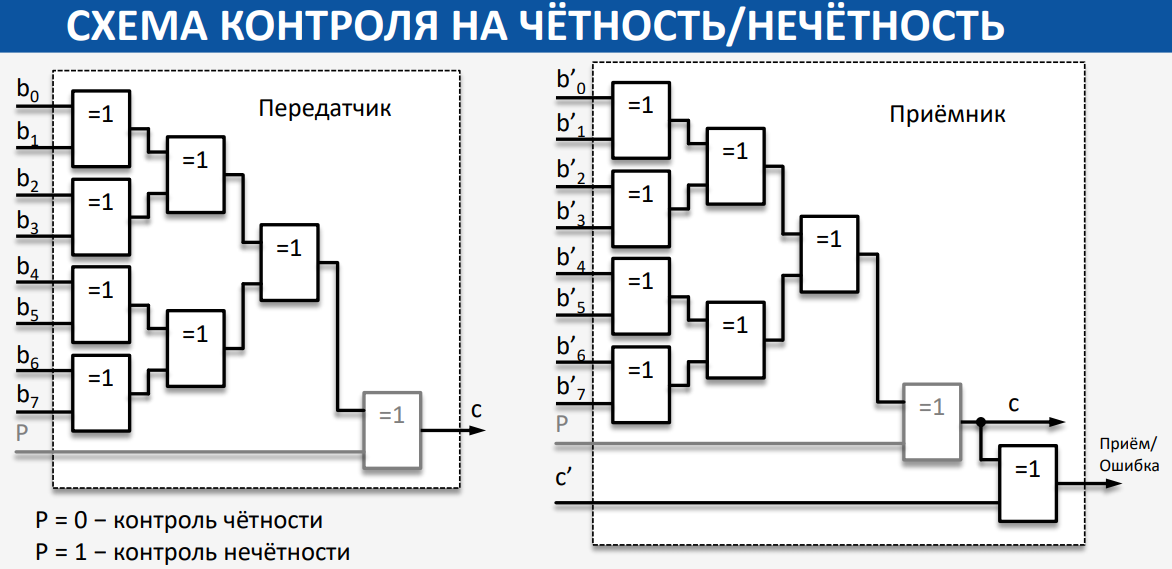 СХЕМА КОНТРОЛЯ НА ЧЁТНОСТЬ/НЕЧЁТНОСТЬ
Передатчик
b0
b1
b2
b3
b4
b5
b6
b7
P
=1
=1
=1
=1
=1
=1
=1
=1
c
P = 0 – контроль чётности
P = 1 – контроль нечётности
Приёмник
b’0
b’1
b’2
b’3
b’4
b’5
b’6
b’7
P
c’
=1
=1
=1
=1
=1
=1
=1
=1
c
=1
Приём/
Ошибка